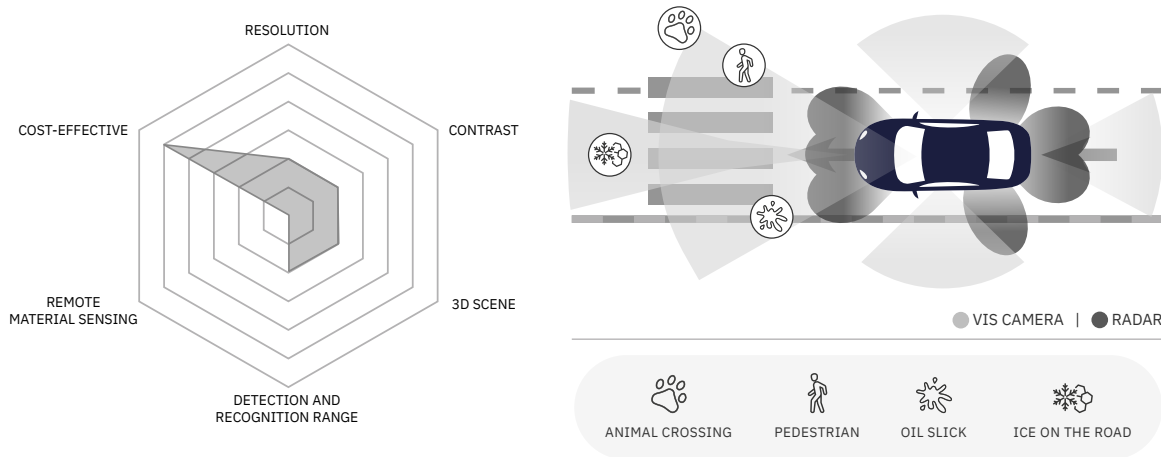 RESOLUTION
COST-EFFECTIVE
CONTRAST
REMOTE
MATERIAL SENSING
3D SCENE
DETECTION AND
RECOGNITION RANGE
VIS CAMERA | RADAR
ANIMAL CROSSING
PEDESTRIAN
OIL SLICK
ICE ON THE ROAD